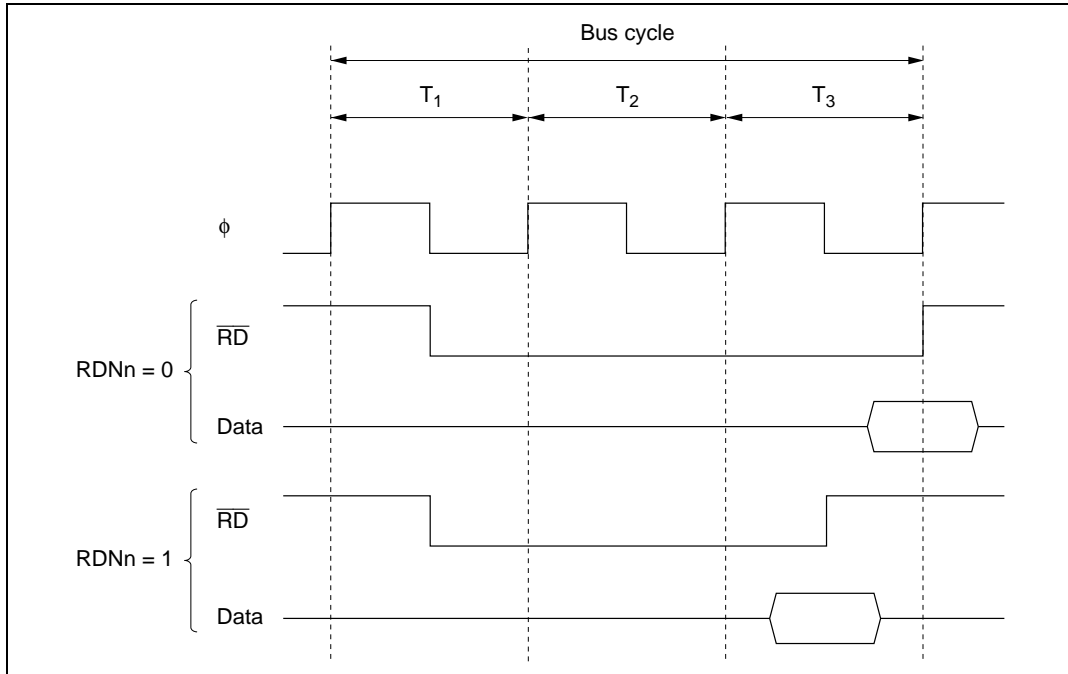 Bus cycle
T1 T2 T3
ϕ
RD
RDNn = 0
Data
RD
RDNn = 1
Data